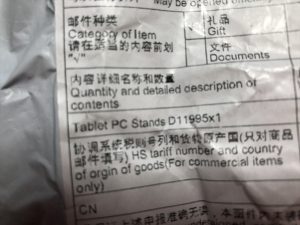 May be opened
邮件种类
Category of Item
请在适当的内容前划
"√"
礼品
Gift
文件
Documents
内容详细名称和数量
Quantity and detailed description of
contents
Tablet PC Stands D11995x1
协调系统税则号列和货物原产国(只对商品
邮件填写) HS tariff number and country
of orgin of goods(For commercial items
only)
CN